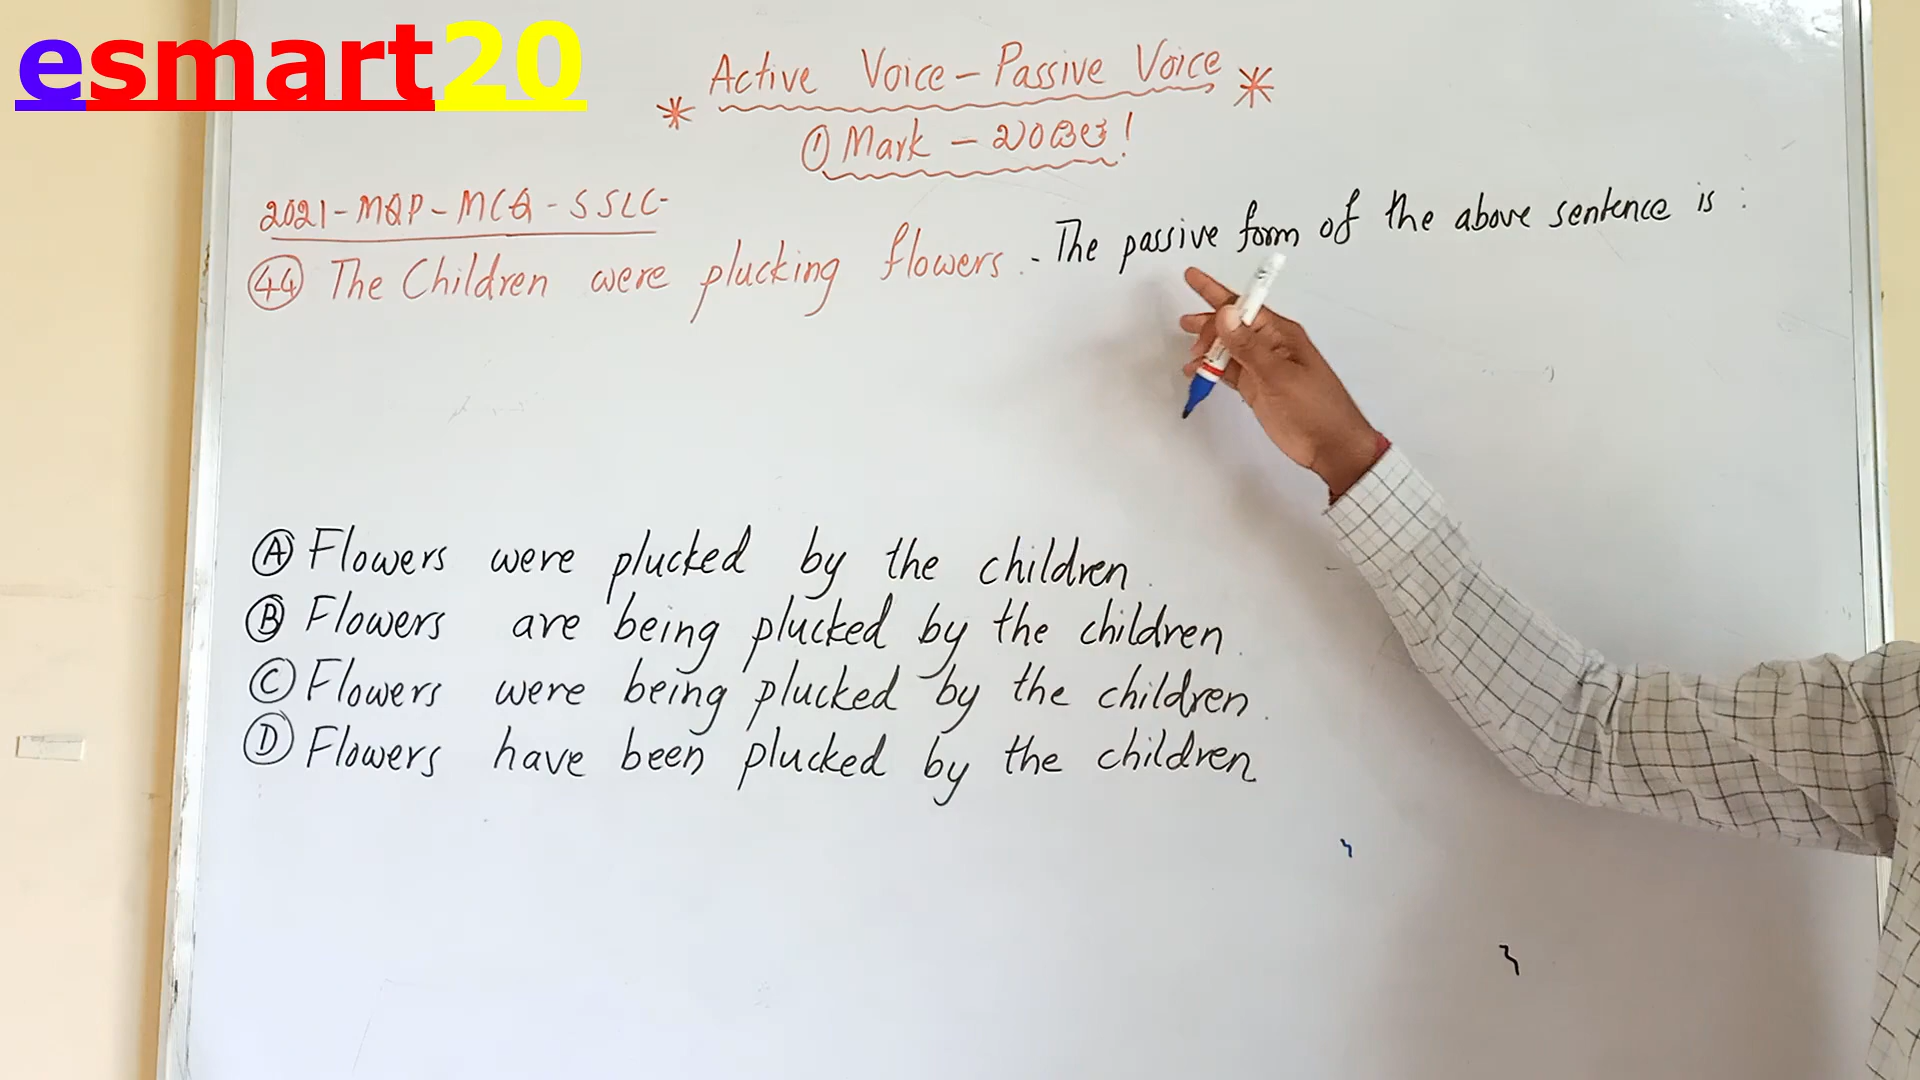 esmart20
Active Voice - Passive Voice
① Mark - ಖಂಡಿತ!
2021 - MQP - MCQ - SSLC -
㊹ The Children were plucking flowers. - The passive form of the above sentence is :
Ⓐ Flowers were plucked by the children.
Ⓑ Flowers are being plucked by the children.
Ⓒ Flowers were being plucked by the children.
Ⓓ Flowers have been plucked by the children